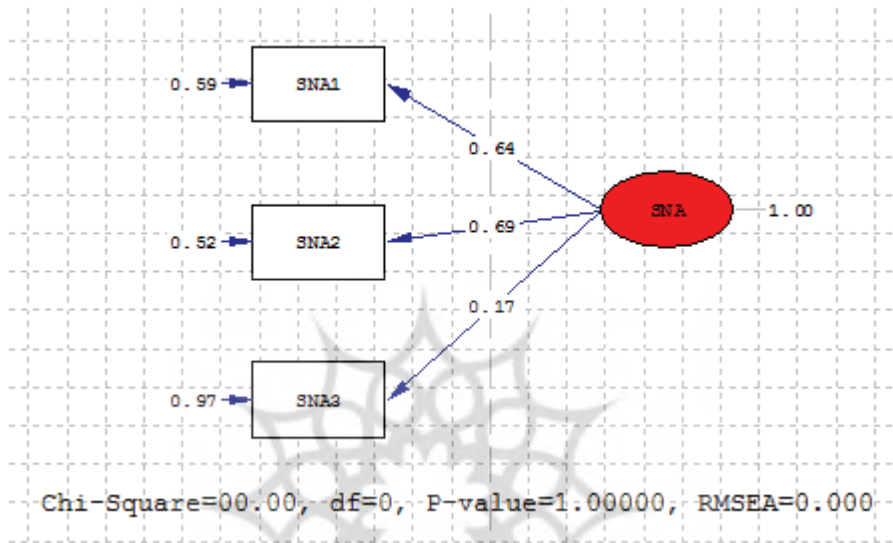 0.59 SNA1
0.64
SNA 1.00
0.52 SNA2 0.69
0.17
0.97 SNA3
Chi-Square=00.00, df=0, P-value=1.00000, RMSEA=0.000